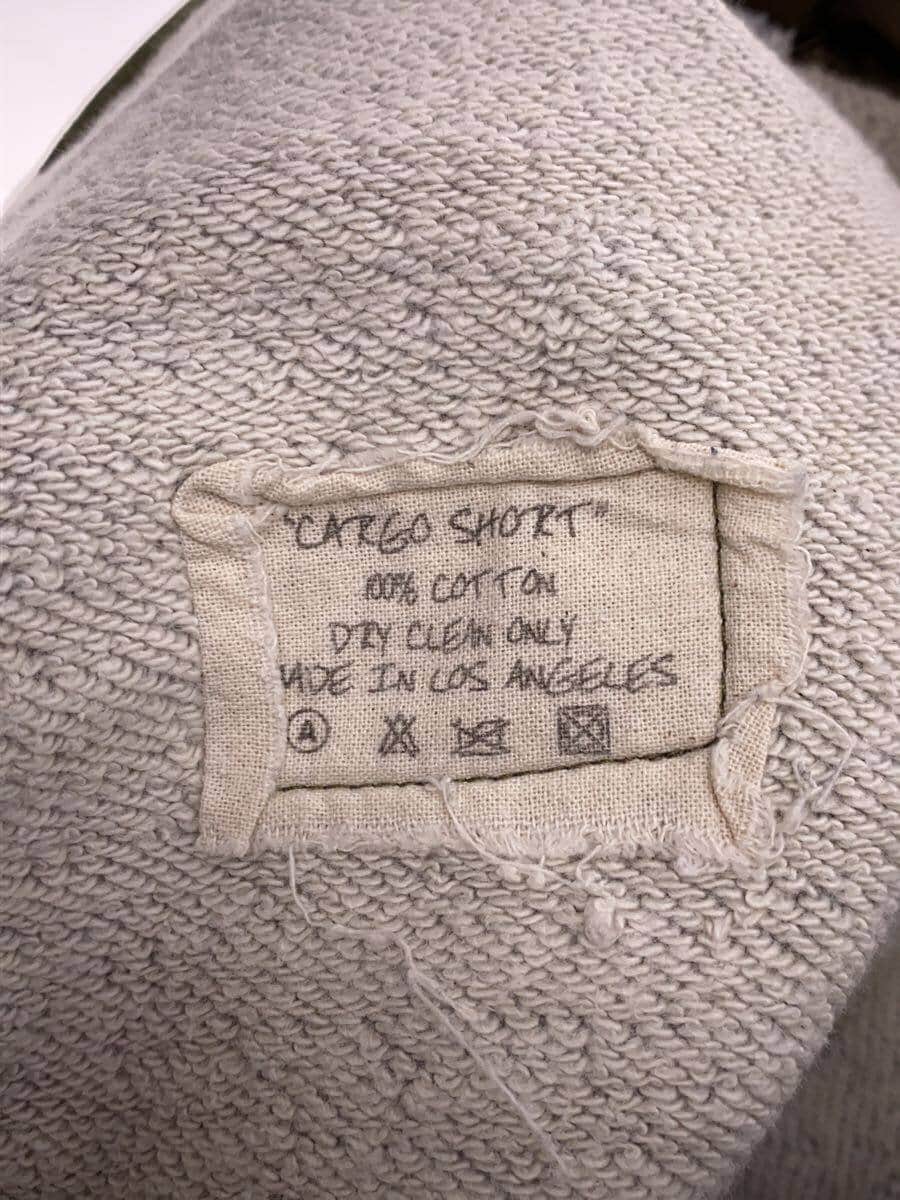 "CARGO SHORT"
100% COTTON
DRY CLEAN ONLY
MADE IN LOS ANGELES
A